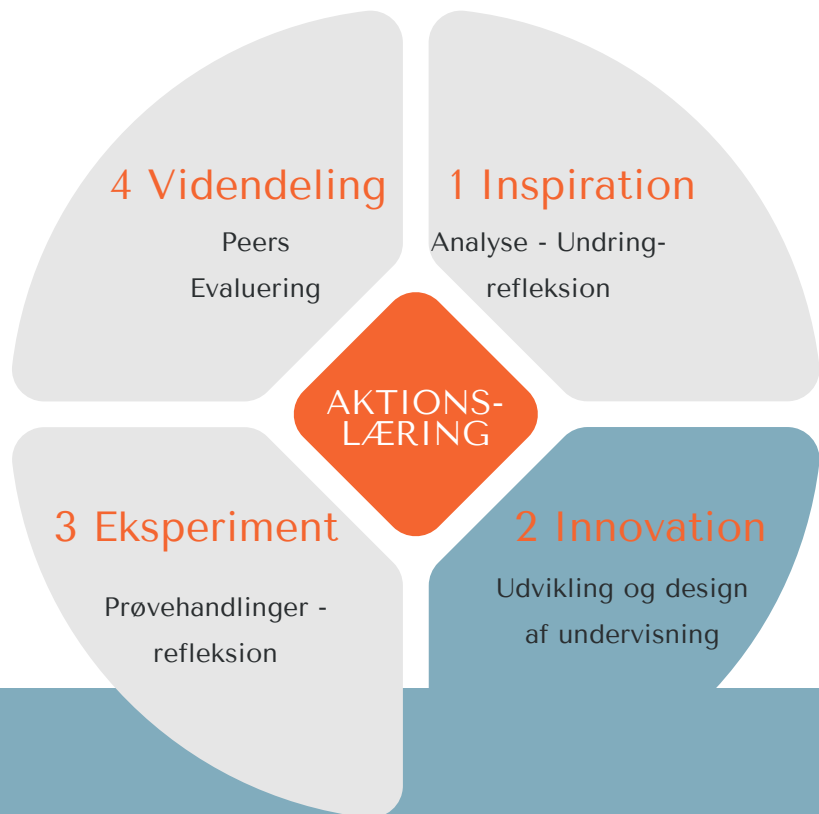 4 Videndeling
Peers
Evaluering
1 Inspiration
Analyse - Undring-
refleksion
AKTIONS-
LÆRING
3 Eksperiment
Prøvehandlinger -
refleksion
2 Innovation
Udvikling og design
af undervisning